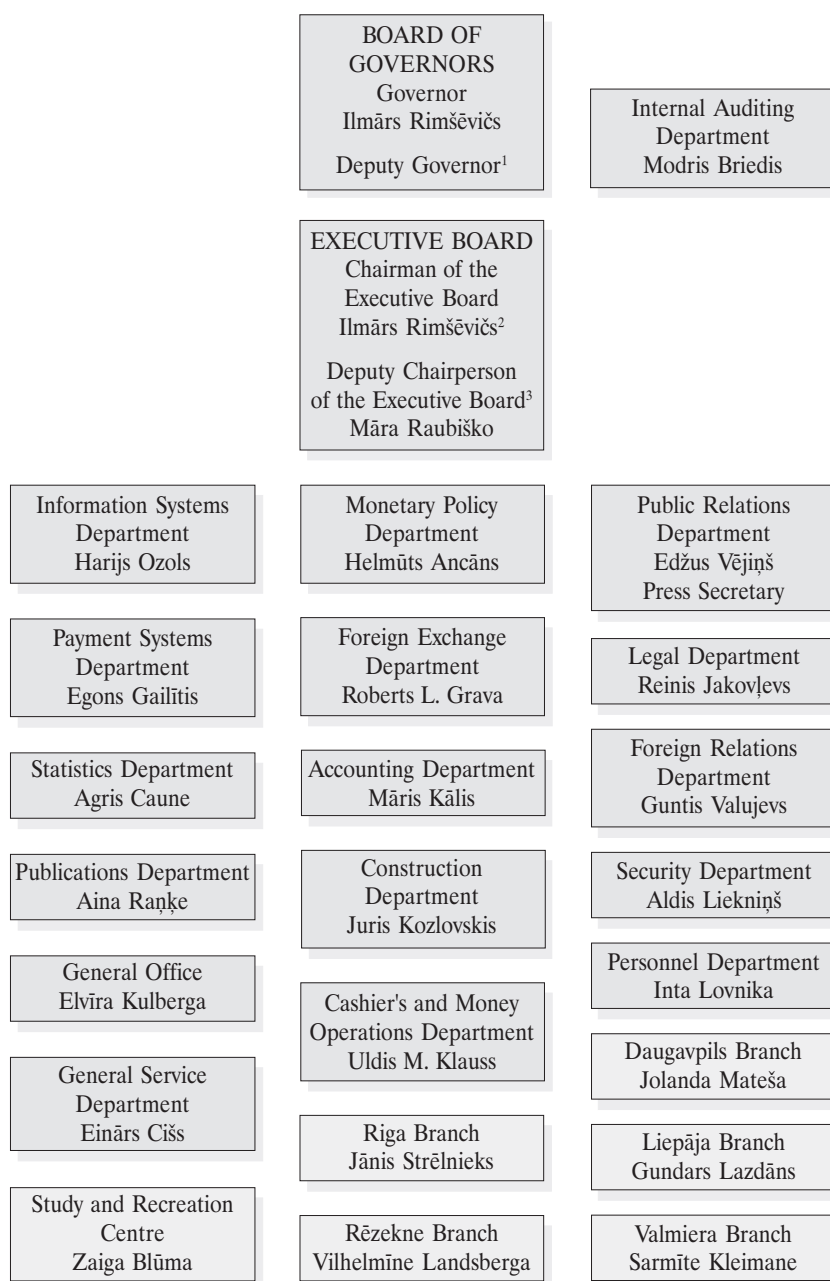 BOARD OF
GOVERNORS
Governor
Ilmārs Rimšēvičs
Deputy Governor¹
Internal Auditing
Department
Modris Briedis
EXECUTIVE BOARD
Chairman of the
Executive Board
Ilmārs Rimšēvičs²
Deputy Chairperson
of the Executive Board³
Māra Raubiško
Information Systems
Department
Harijs Ozols
Payment Systems
Department
Egons Gailītis
Statistics Department
Agris Caune
Publications Department
Aina Raņķe
General Office
Elvīra Kulberga
General Service
Department
Einārs Cišs
Study and Recreation
Centre
Zaiga Blūma
Monetary Policy
Department
Helmūts Ancāns
Foreign Exchange
Department
Roberts L. Grava
Accounting Department
Māris Kālis
Construction
Department
Juris Kozlovskis
Cashier's and Money
Operations Department
Uldis M. Klauss
Riga Branch
Jānis Strēlnieks
Rēzekne Branch
Vilhelmīne Landsberga
Public Relations
Department
Edžus Vējiņš
Press Secretary
Legal Department
Reinis Jakovļevs
Foreign Relations
Department
Guntis Valujevs
Security Department
Aldis Liekniņš
Personnel Department
Inta Lovnika
Daugavpils Branch
Jolanda Mateša
Liepāja Branch
Gundars Lazdāns
Valmiera Branch
Sarmīte Kleimane